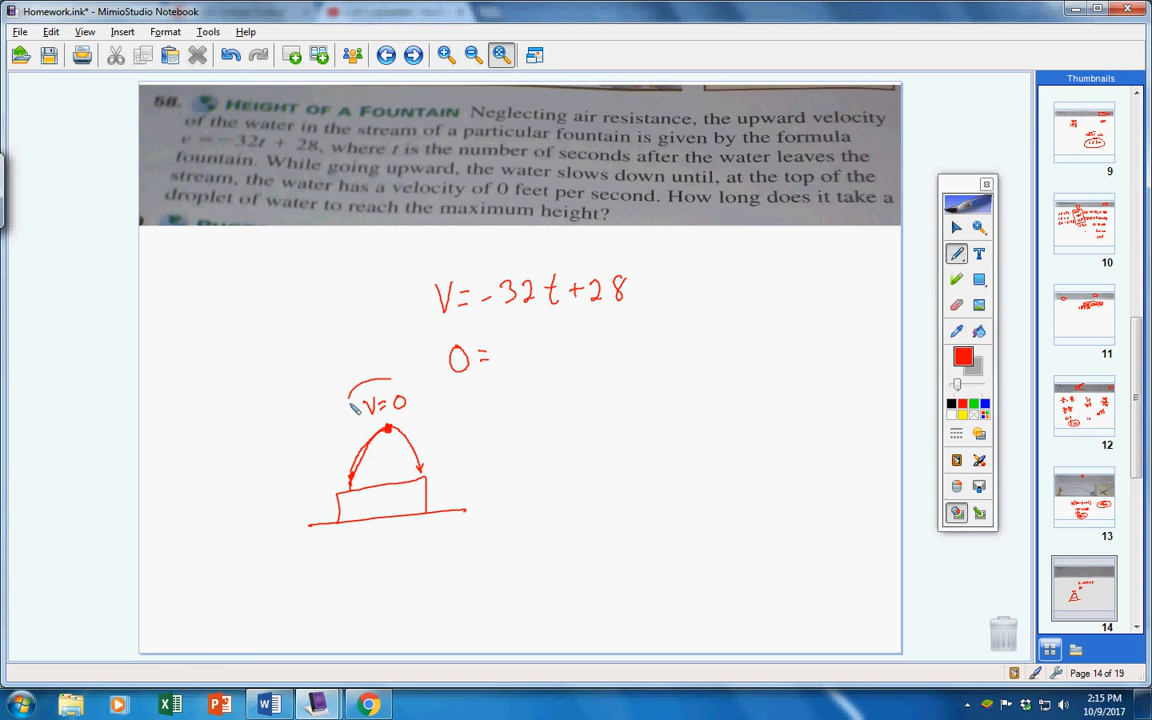 Homework.ink* - MimioStudio Notebook
File Edit View Insert Format Tools Help
Thumbnails
68. HEIGHT OF A FOUNTAIN Neglecting air resistance, the upward velocity
of the water in the stream of a particular fountain is given by the formula
v = −32t + 28, where t is the number of seconds after the water leaves the
fountain. While going upward, the water slows down until, at the top of the
stream, the water has a velocity of 0 feet per second. How long does it take a
droplet of water to reach the maximum height?
V = -32t + 28
0 =
V = 0
T
9
10
11
12
13
14
Page 14 of 19
2:15 PM
10/9/2017